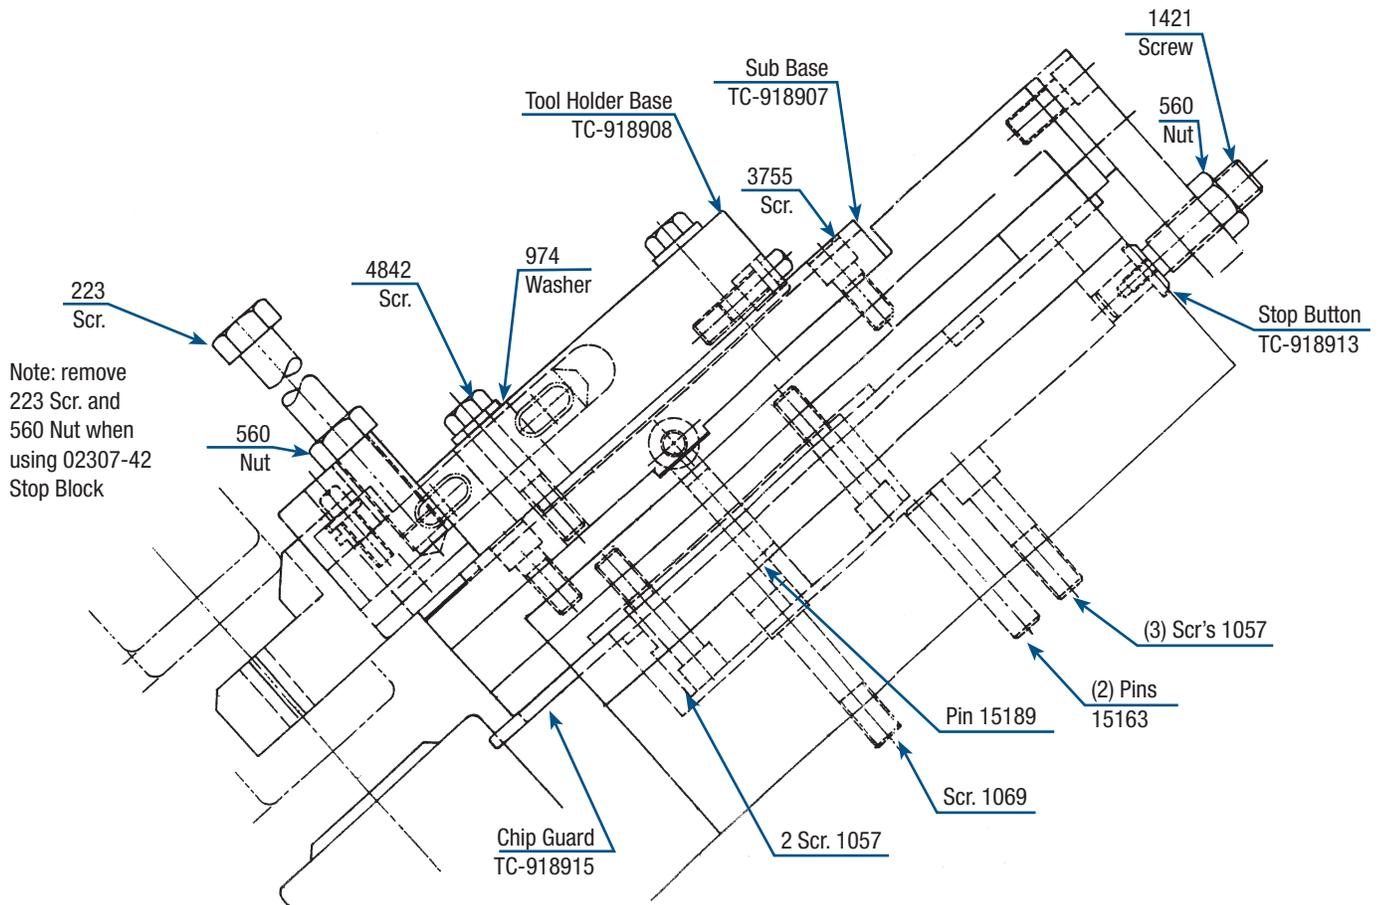 1421
Screw
Sub Base
TC-918907
Tool Holder Base
TC-918908
560
Nut
3755
Scr.
974
Washer
4842
Scr.
223
Scr.
Stop Button
TC-918913
Note: remove
223 Scr. and
560 Nut when
using 02307-42
Stop Block
560
Nut
(3) Scr's 1057
(2) Pins
15163
Pin 15189
Scr. 1069
2 Scr. 1057
Chip Guard
TC-918915